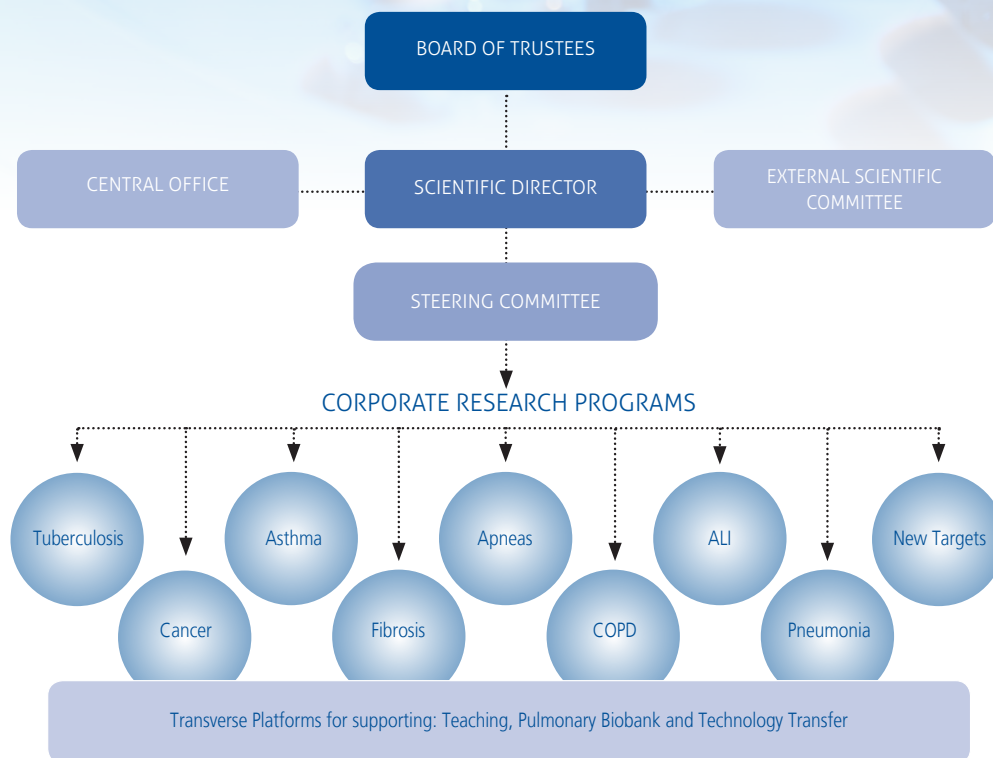 BOARD OF TRUSTEES
CENTRAL OFFICE
SCIENTIFIC DIRECTOR
EXTERNAL SCIENTIFIC
COMMITTEE
STEERING COMMITTEE
CORPORATE RESEARCH PROGRAMS
Tuberculosis
Asthma
Apneas
ALI
New Targets
Cancer
Fibrosis
COPD
Pneumonia
Transverse Platforms for supporting: Teaching, Pulmonary Biobank and Technology Transfer